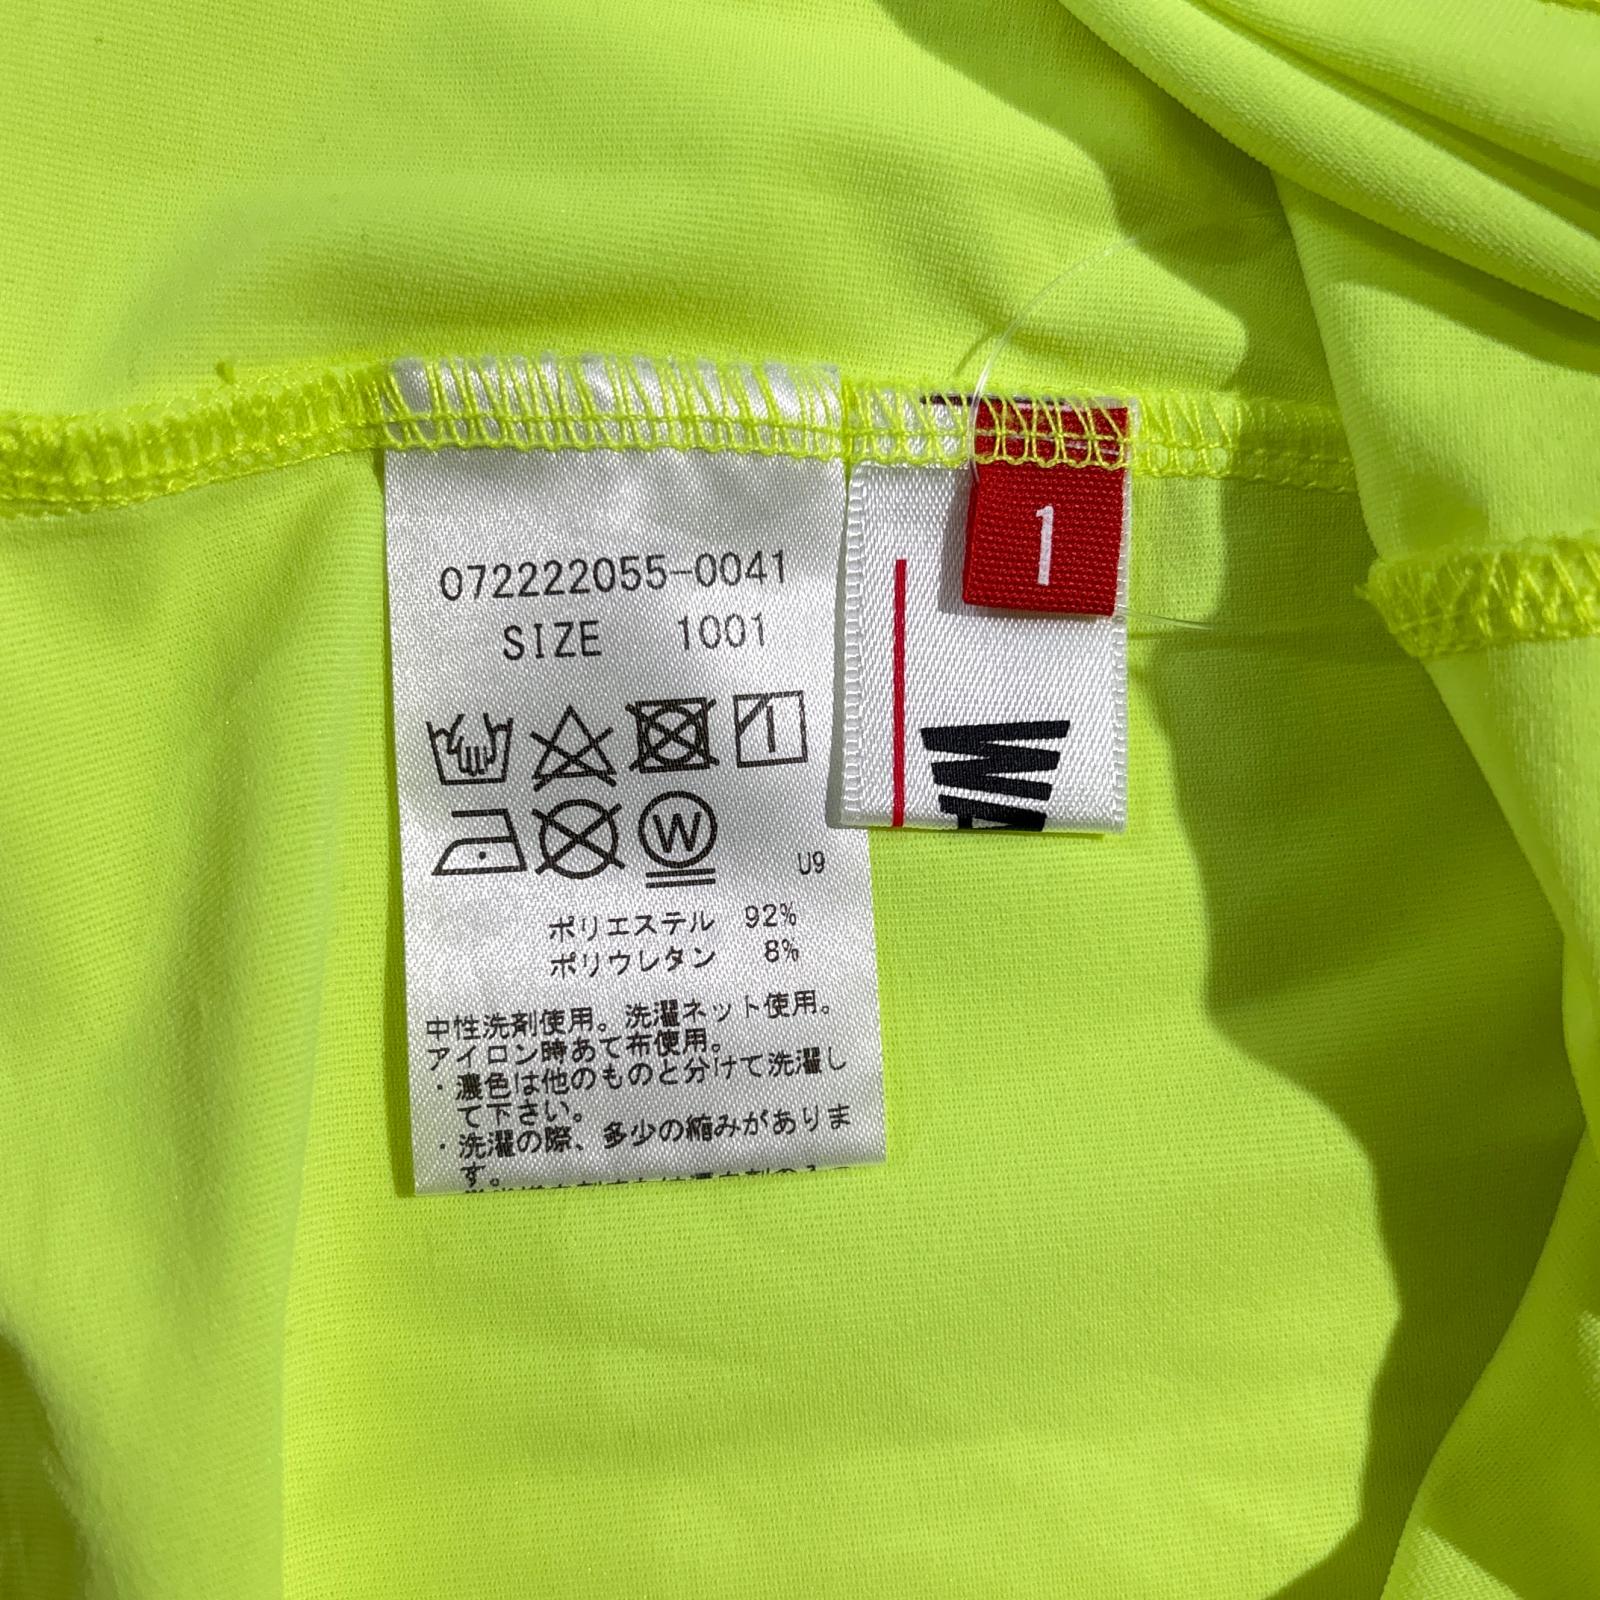 072222055-0041
SIZE 1001
W
U9
ポリエステル 92%
ポリウレタン 8%
中性洗剤使用。洗濯ネット使用。
アイロン時あて布使用。
・濃色は他のものと分けて洗濯し
て下さい。
・洗濯の際、多少の縮みがありま
す。
1
WA